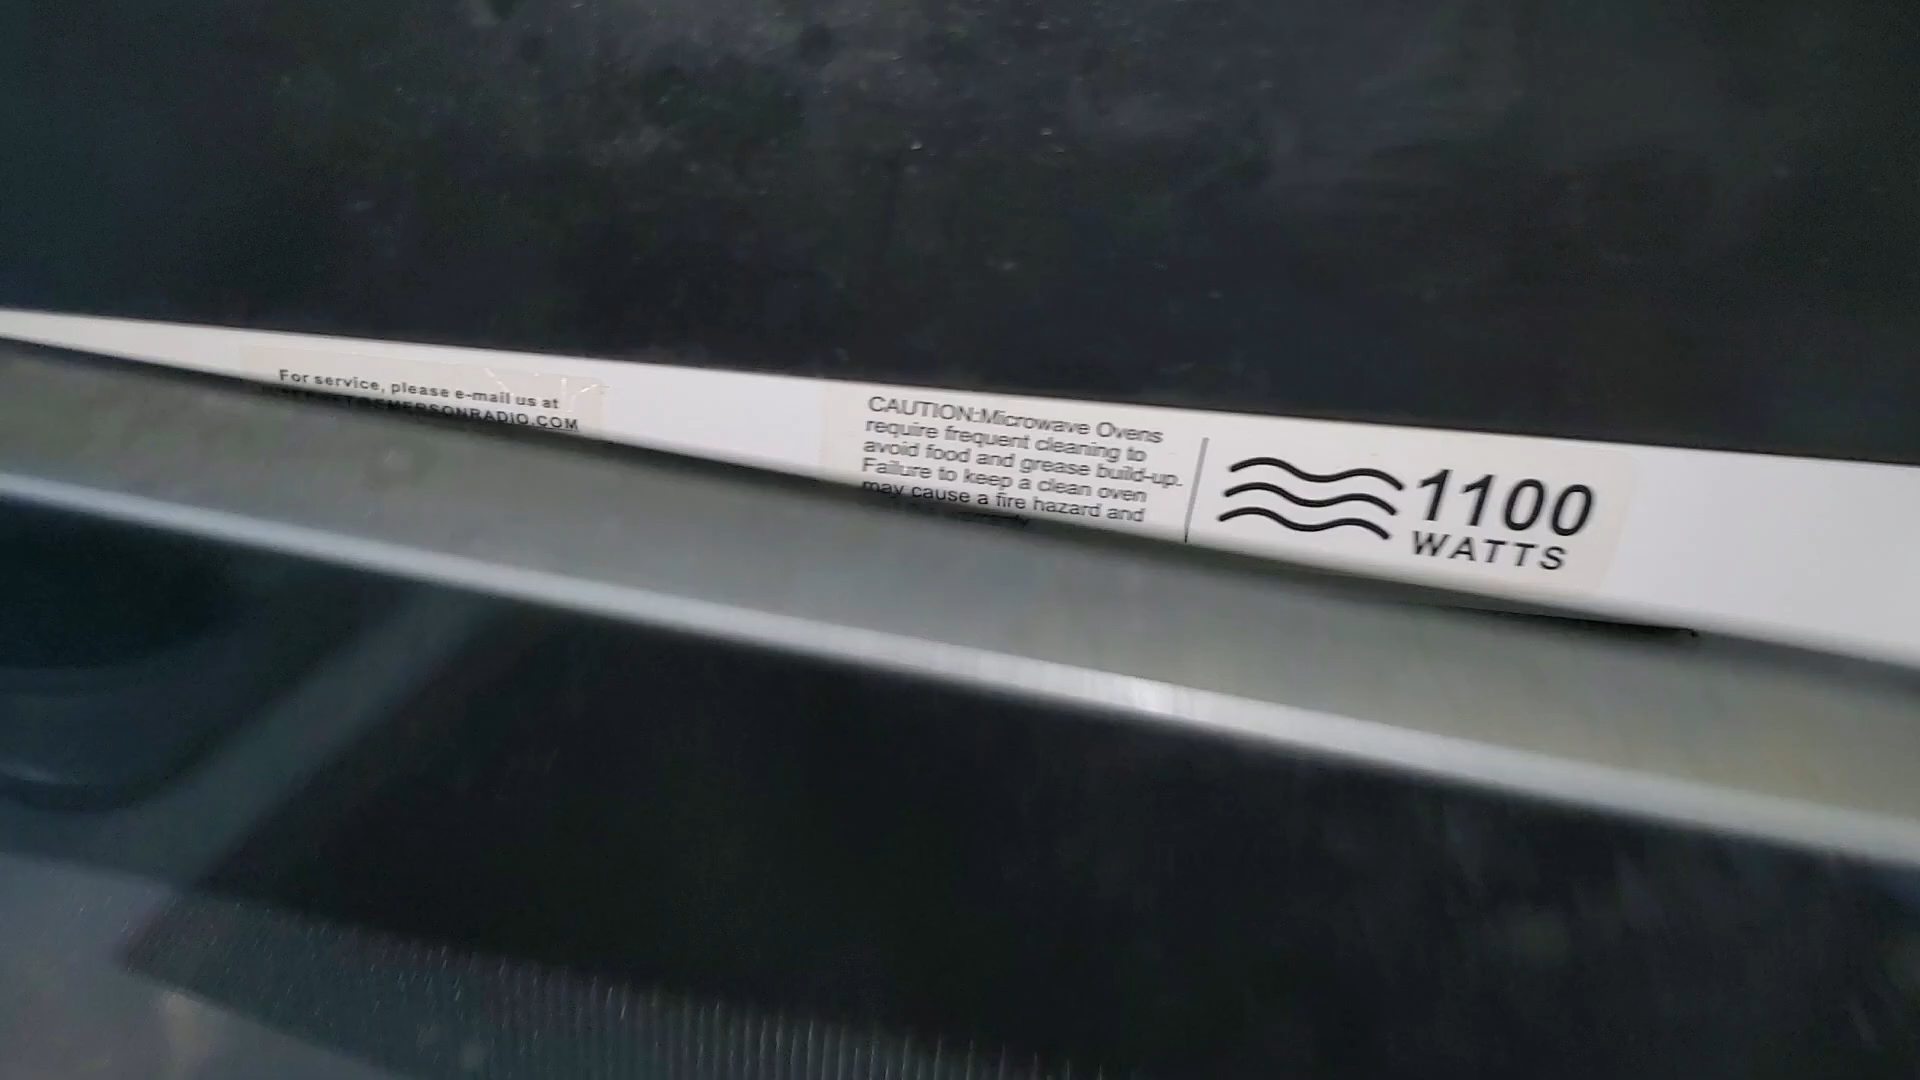 For service, please e-mail us at
@EMERSONRADIO.COM
CAUTION:Microwave Ovens
require frequent cleaning to
avoid food and grease build-up.
Failure to keep a clean oven
may cause a fire hazard and
1100
WATTS